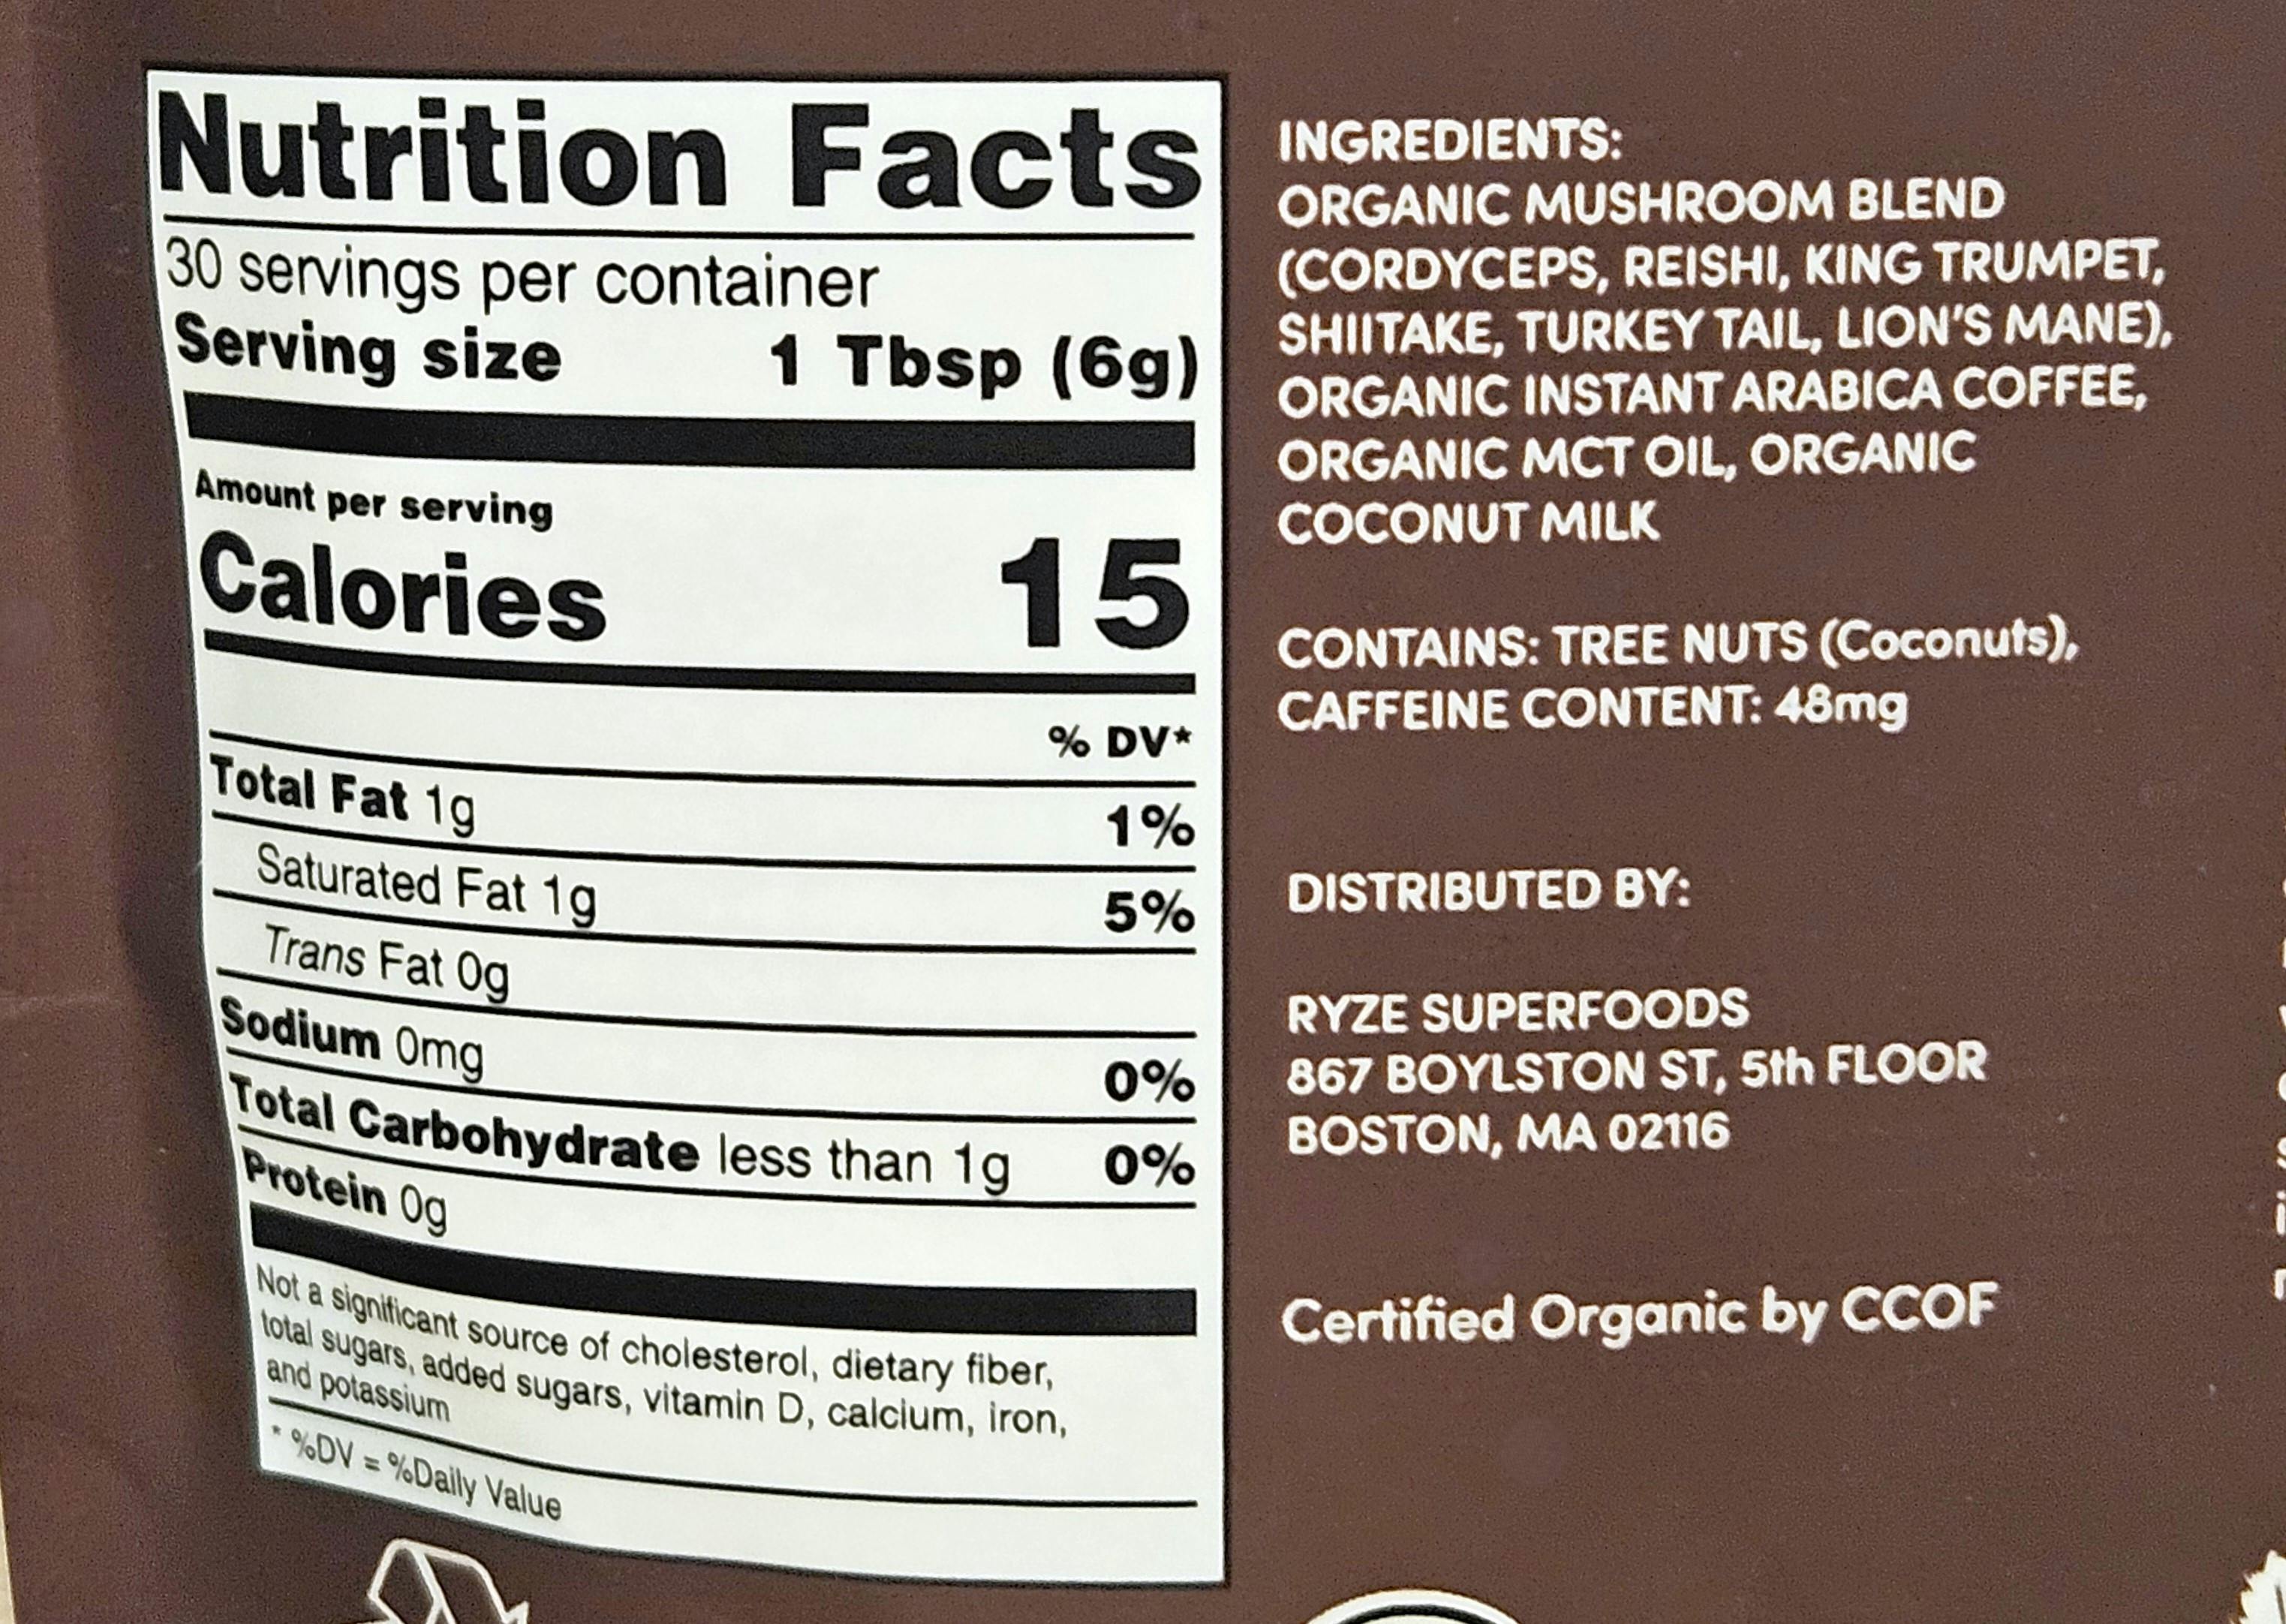 Nutrition Facts
30 servings per container
Serving size 1 Tbsp (6g)
Amount per serving
Calories 15
% DV*
Total Fat 1g 1%
Saturated Fat 1g 5%
Trans Fat 0g
Sodium 0mg 0%
Total Carbohydrate less than 1g 0%
Protein 0g
Not a significant source of cholesterol, dietary fiber,
total sugars, added sugars, vitamin D, calcium, iron,
and potassium
* %DV = %Daily Value
INGREDIENTS:
ORGANIC MUSHROOM BLEND
(CORDYCEPS, REISHI, KING TRUMPET,
SHIITAKE, TURKEY TAIL, LION'S MANE),
ORGANIC INSTANT ARABICA COFFEE,
ORGANIC MCT OIL, ORGANIC
COCONUT MILK
CONTAINS: TREE NUTS (Coconuts),
CAFFEINE CONTENT: 48mg
DISTRIBUTED BY:
RYZE SUPERFOODS
867 BOYLSTON ST, 5th FLOOR
BOSTON, MA 02116
Certified Organic by CCOF